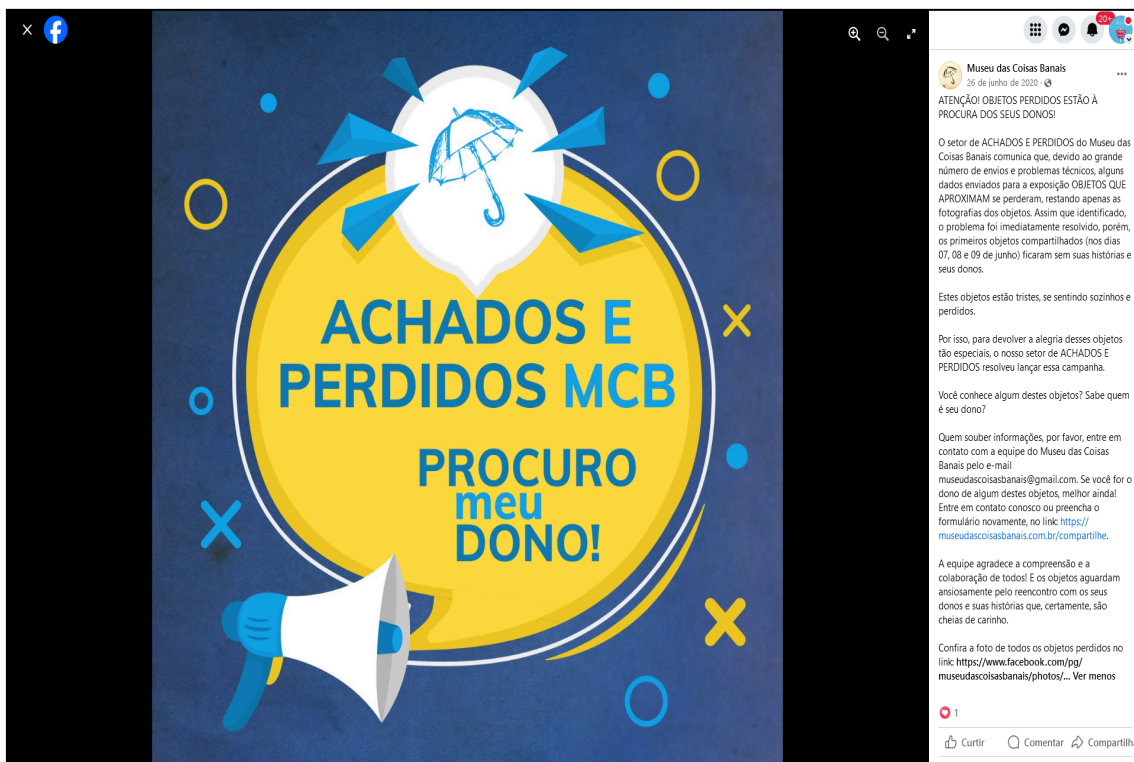 ACHADOS E
PERDIDOS MCB
PROCURO
meu
DONO!
20+
Museu das Coisas Banais
26 de junho de 2020 ·
ATENÇÃO! OBJETOS PERDIDOS ESTÃO À
PROCURA DOS SEUS DONOS!
O setor de ACHADOS E PERDIDOS do Museu das
Coisas Banais comunica que, devido ao grande
número de envios e problemas técnicos, alguns
dados enviados para a exposição OBJETOS QUE
APROXIMAM se perderam, restando apenas as
fotografias dos objetos. Assim que identificado,
o problema foi imediatamente resolvido, porém,
os primeiros objetos compartilhados (nos dias
07, 08 e 09 de junho) ficaram sem suas histórias e
seus donos.
Estes objetos estão tristes, se sentindo sozinhos e
perdidos.
Por isso, para devolver a alegria desses objetos
tão especiais, o nosso setor de ACHADOS E
PERDIDOS resolveu lançar essa campanha.
Você conhece algum destes objetos? Sabe quem
é seu dono?
Quem souber informações, por favor, entre em
contato com a equipe do Museu das Coisas
Banais pelo e-mail
museudascoisasbanais@gmail.com. Se você for o
dono de algum destes objetos, melhor ainda!
Entre em contato conosco ou preencha o
formulário novamente, no link: https://
museudascoisasbanais.com.br/compartilhe.
A equipe agradece a compreensão e a
colaboração de todos! E os objetos aguardam
ansiosamente pelo reencontro com os seus
donos e suas histórias que, certamente, são
cheias de carinho.
Confira a foto de todos os objetos perdidos no
link: https://www.facebook.com/pg/
museudascoisasbanais/photos/... Ver menos
1
Curtir Comentar Compartilh